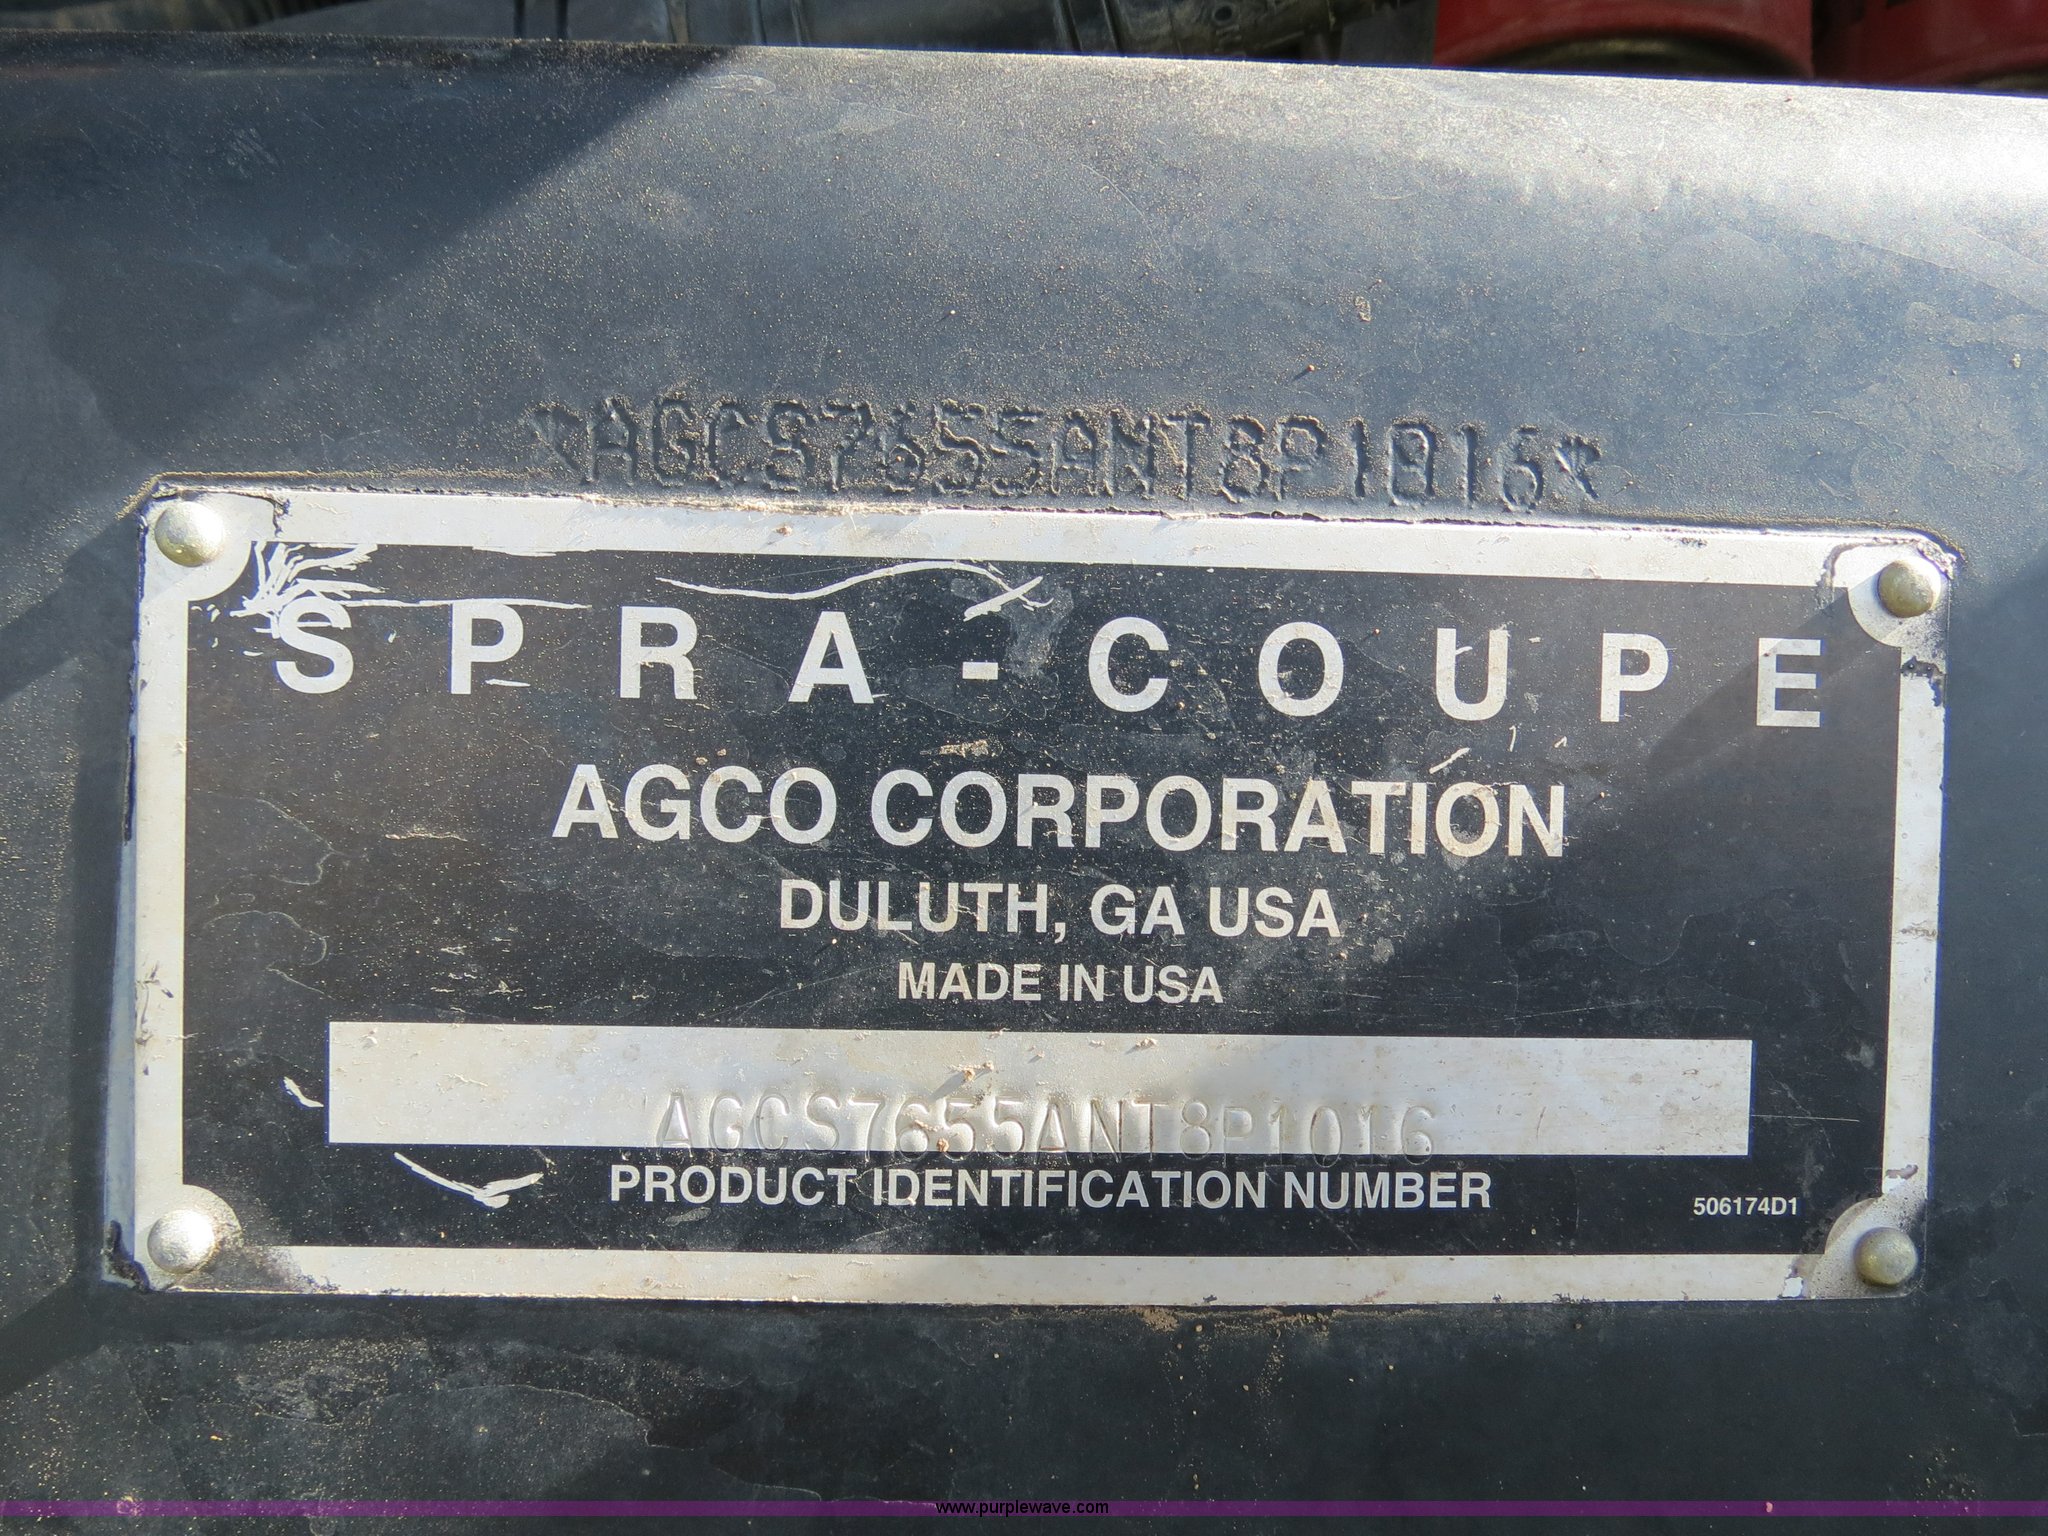 *AGCS7655ANT8P1016*
SPRA-COUPE
AGCO CORPORATION
DULUTH, GA USA
MADE IN USA
AGCS7655ANT8P1016
PRODUCT IDENTIFICATION NUMBER
506174D1
www.purplewave.com